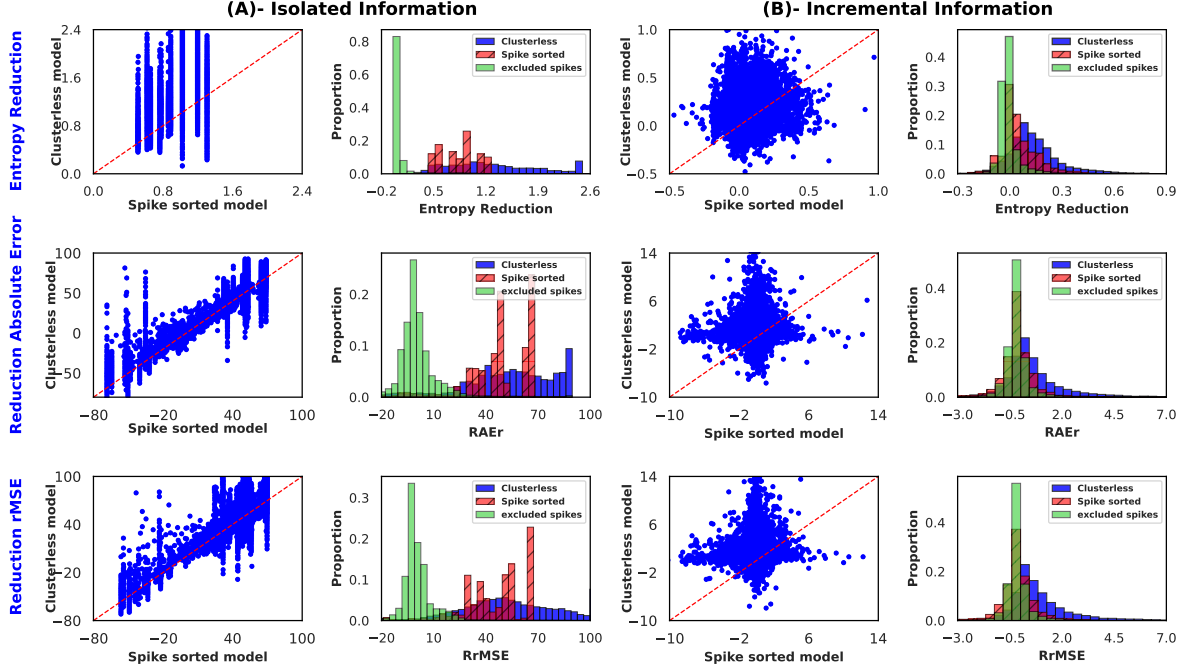 (A)- Isolated Information
(B)- Incremental Information
Entropy Reduction
Clusterless model
2.4
1.6
0.8
0.0
0.0 0.8 1.6 2.4
Spike sorted model
Proportion
0.8
0.6
0.4
0.2
0.0
Clusterless
Spike sorted
excluded spikes
−0.2 0.5 1.2 1.9 2.6
Entropy Reduction
Clusterless model
1.0
0.5
0.0
−0.5
−0.5 0.0 0.5 1.0
Spike sorted model
Proportion
0.4
0.3
0.2
0.1
0.0
Clusterless
Spike sorted
excluded spikes
−0.3 0.0 0.3 0.6 0.9
Entropy Reduction
Reduction Absolute Error
Clusterless model
100
50
0
−50
−80 −20 40 100
Spike sorted model
Proportion
0.2
0.1
0.0
Clusterless
Spike sorted
excluded spikes
−20 10 40 70 100
RAEr
Clusterless model
14
6
−2
−10
−10 −2 6 14
Spike sorted model
Proportion
0.4
0.2
0.0
Clusterless
Spike sorted
excluded spikes
−3.0 −0.5 2.0 4.5 7.0
RAEr
Reduction rMSE
Clusterless model
100
40
−20
−80
−80 −20 40 100
Spike sorted model
Proportion
0.3
0.2
0.1
0.0
Clusterless
Spike sorted
excluded spikes
−20 10 40 70 100
RrMSE
Clusterless model
14
6
−2
−10
−10 −2 6 14
Spike sorted model
Proportion
0.4
0.2
0.0
Clusterless
Spike sorted
excluded spikes
−3.0 −0.5 2.0 4.5 7.0
RrMSE